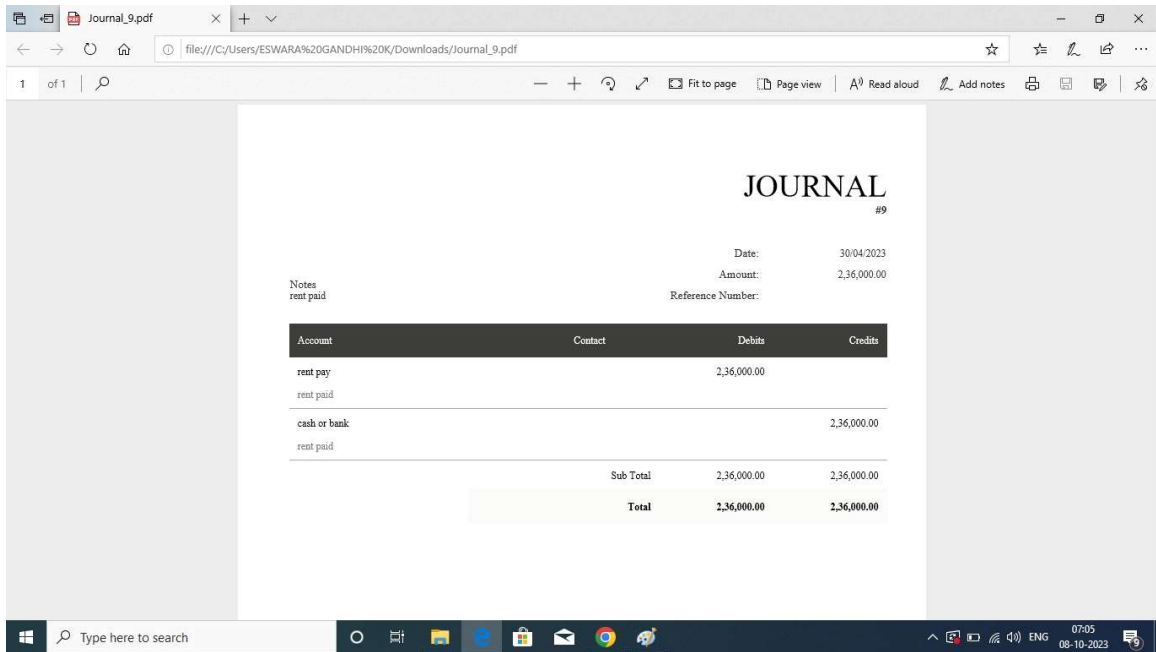 Journal_9.pdf
file:///C:/Users/ESWARA%20GANDHI%20K/Downloads/Journal_9.pdf
1 of 1 Fit to page Page view Read aloud Add notes
JOURNAL
#9
Date: 30/04/2023
Amount: 2,36,000.00
Notes
rent paid
Reference Number:
Account Contact Debits Credits
rent pay 2,36,000.00
rent paid
cash or bank 2,36,000.00
rent paid
Sub Total 2,36,000.00 2,36,000.00
Total 2,36,000.00 2,36,000.00
Type here to search ENG 07:05
08-10-2023
9